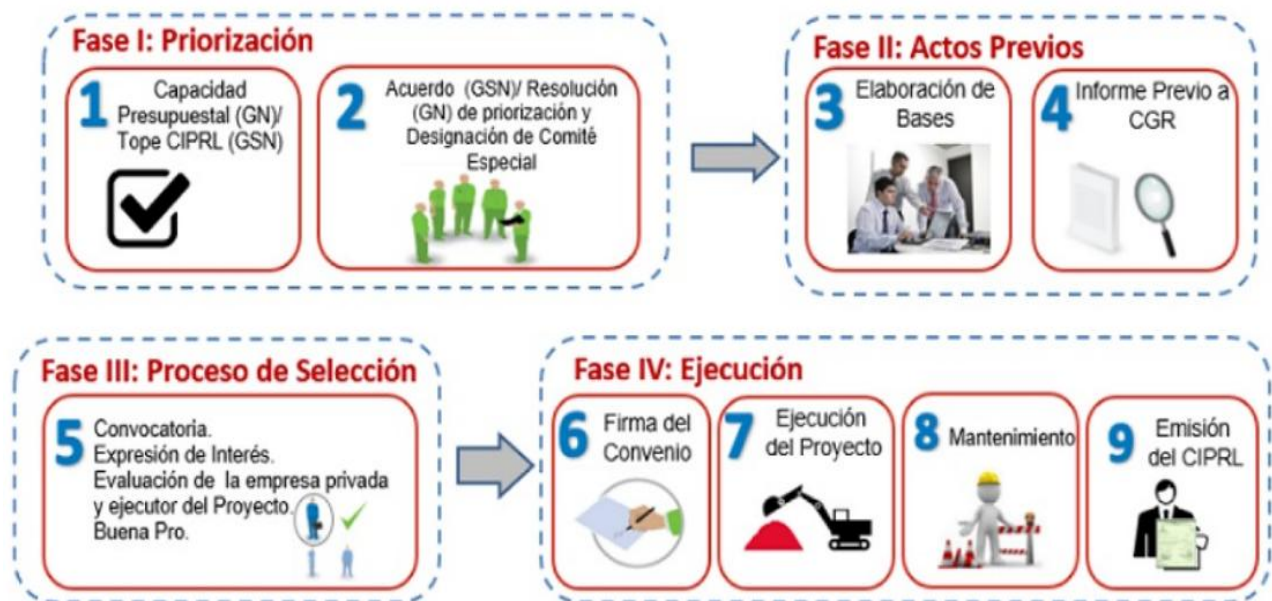 Fase I: Priorización
1 Capacidad
Presupuestal (GN)/
Tope CIPRL (GSN)
2 Acuerdo (GSN)/ Resolución
(GN) de priorización y
Designación de Comité
Especial
Fase II: Actos Previos
3 Elaboración de
Bases
4 Informe Previo a
CGR
Fase III: Proceso de Selección
5 Convocatoria.
Expresión de Interés.
Evaluación de la empresa privada
y ejecutor del Proyecto.
Buena Pro.
Fase IV: Ejecución
6 Firma del
Convenio
7 Ejecución
del Proyecto
8 Mantenimiento
9 Emisión
del CIPRL